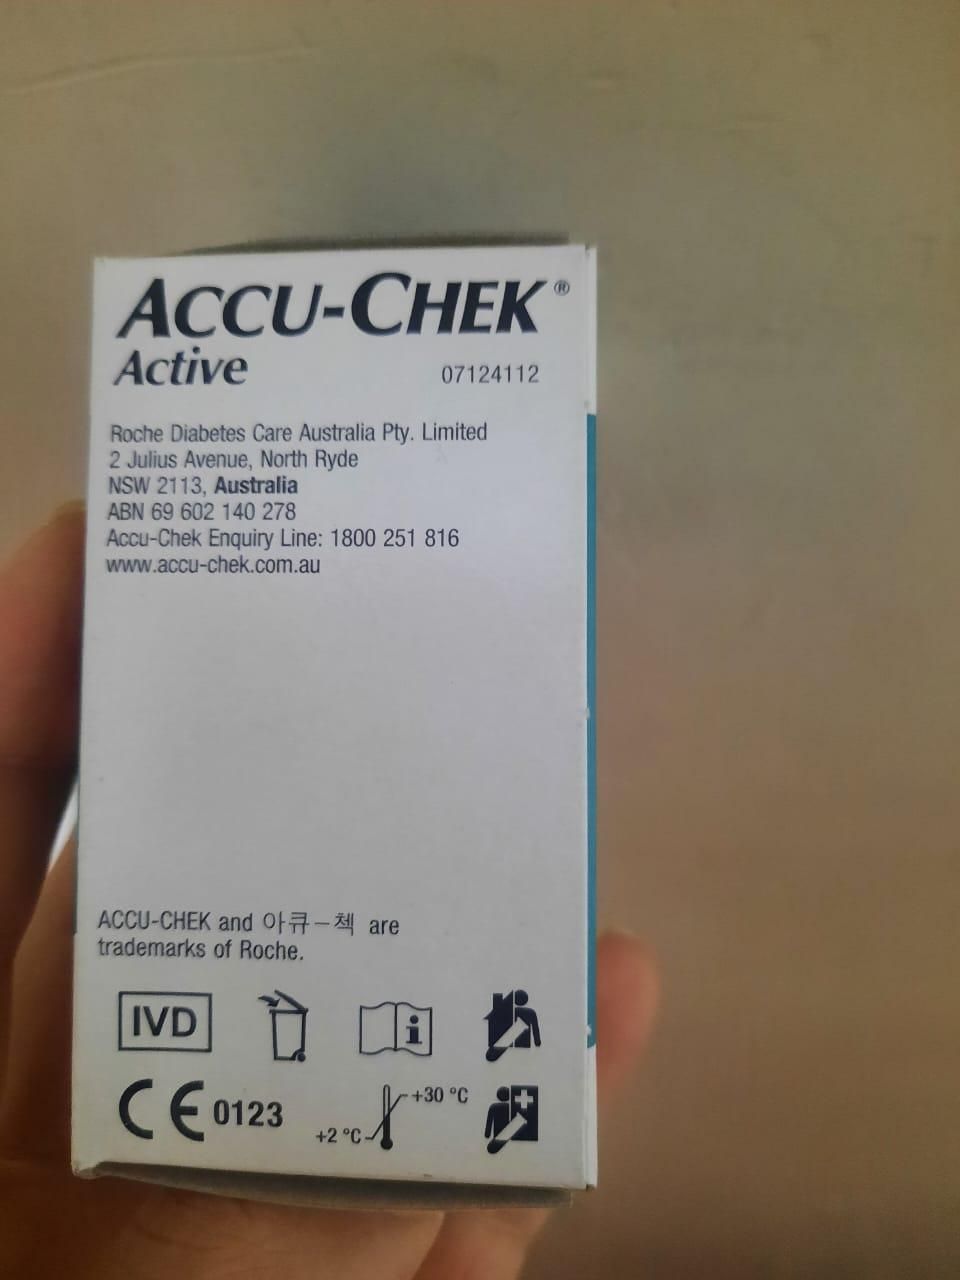 ACCU-CHEK®
Active
07124112
Roche Diabetes Care Australia Pty. Limited
2 Julius Avenue, North Ryde
NSW 2113, Australia
ABN 69 602 140 278
Accu-Chek Enquiry Line: 1800 251 816
www.accu-chek.com.au
ACCU-CHEK and 아큐–첵 are
trademarks of Roche.
IVD
i
CE 0123
+2 °C
+30 °C